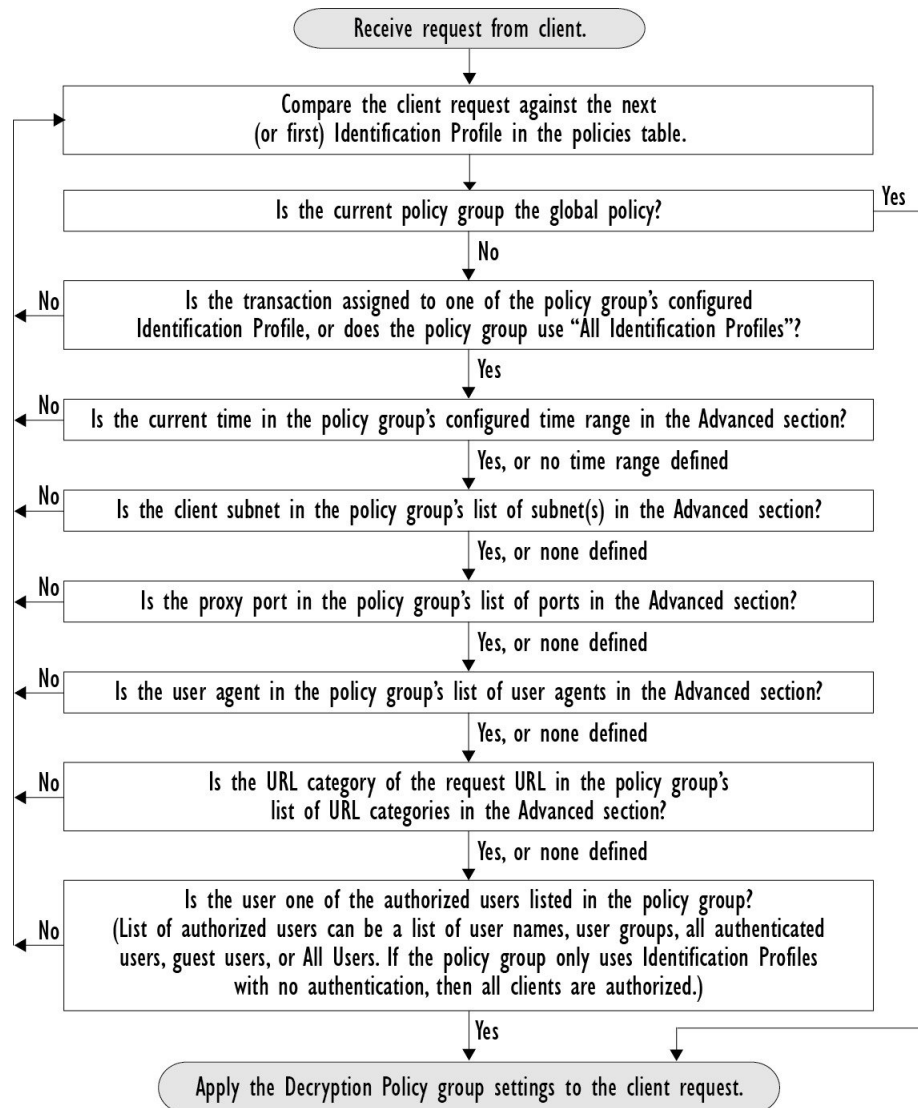 Receive request from client.
Compare the client request against the next
(or first) Identification Profile in the policies table.
Is the current policy group the global policy?
Yes
No
Is the transaction assigned to one of the policy group's configured
Identification Profile, or does the policy group use “All Identification Profiles”?
No
Yes
Is the current time in the policy group's configured time range in the Advanced section?
No
Yes, or no time range defined
Is the client subnet in the policy group's list of subnet(s) in the Advanced section?
No
Yes, or none defined
Is the proxy port in the policy group's list of ports in the Advanced section?
No
Yes, or none defined
Is the user agent in the policy group's list of user agents in the Advanced section?
No
Yes, or none defined
Is the URL category of the request URL in the policy group's
list of URL categories in the Advanced section?
No
Yes, or none defined
Is the user one of the authorized users listed in the policy group?
(List of authorized users can be a list of user names, user groups, all authenticated
users, guest users, or All Users. If the policy group only uses Identification Profiles
with no authentication, then all clients are authorized.)
No
Yes
Apply the Decryption Policy group settings to the client request.